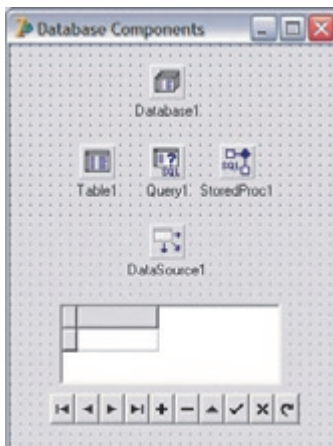 Database Components
Database1
Table1 Query1 StoredProc1
DataSource1